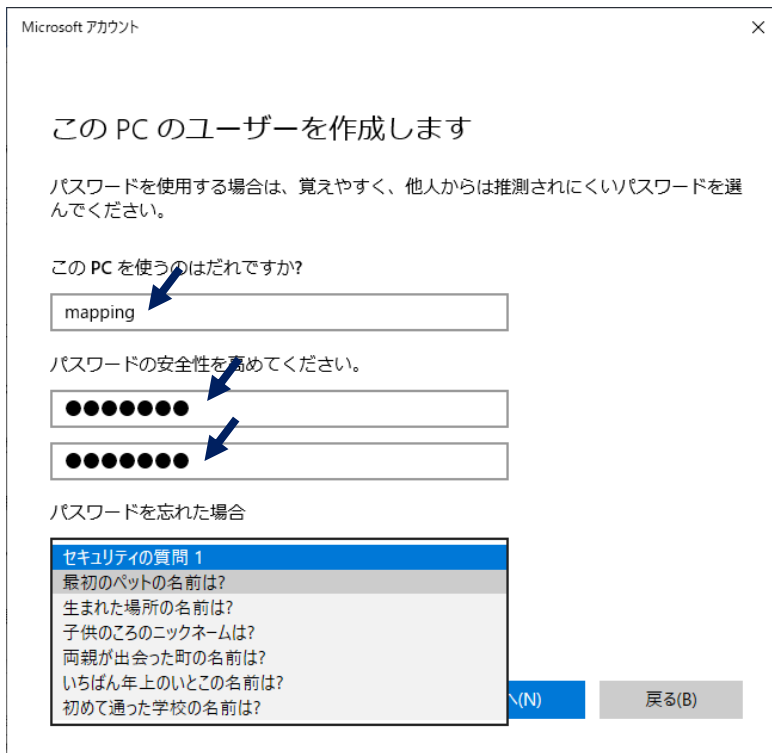 Microsoft アカウント
この PC のユーザーを作成します
パスワードを使用する場合は、覚えやすく、他人からは推測されにくいパスワードを選
んでください。
この PC を使うのはだれですか?
mapping
パスワードの安全性を高めてください。
●●●●●●●
●●●●●●●
パスワードを忘れた場合
セキュリティの質問 1
最初のペットの名前は?
生まれた場所の名前は?
子供のころのニックネームは?
両親が出会った町の名前は?
いちばん年上のいとこの名前は?
初めて通った学校の名前は?
(N)
戻る(B)